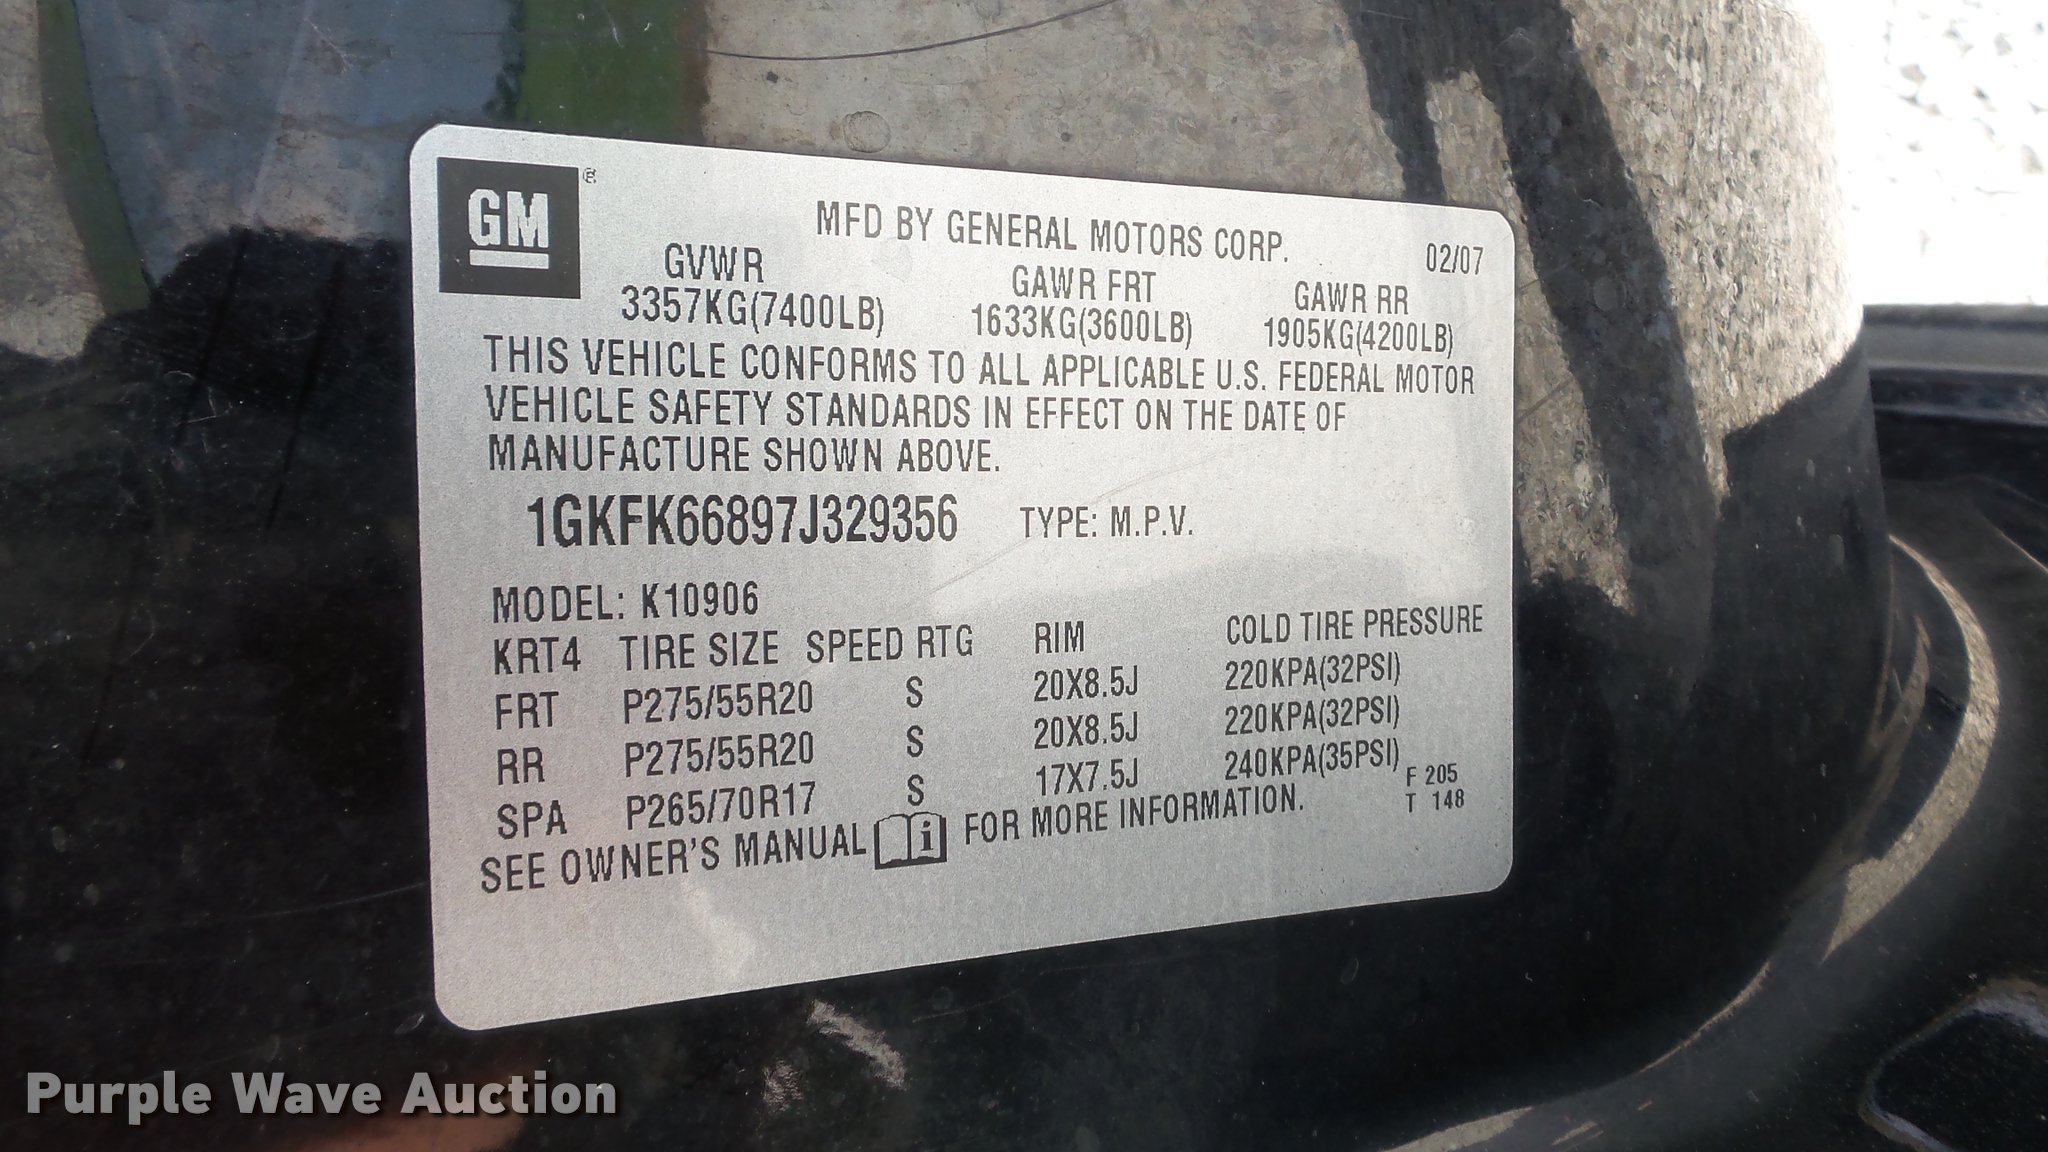 GM®
MFD BY GENERAL MOTORS CORP.
02/07
GVWR GAWR FRT GAWR RR
3357KG(7400LB) 1633KG(3600LB) 1905KG(4200LB)
THIS VEHICLE CONFORMS TO ALL APPLICABLE U.S. FEDERAL MOTOR
VEHICLE SAFETY STANDARDS IN EFFECT ON THE DATE OF
MANUFACTURE SHOWN ABOVE.
1GKFK66897J329356 TYPE: M.P.V.
MODEL: K10906
KRT4 TIRE SIZE SPEED RTG RIM COLD TIRE PRESSURE
FRT P275/55R20 S 20X8.5J 220KPA(32PSI)
RR P275/55R20 S 20X8.5J 220KPA(32PSI)
SPA P265/70R17 S 17X7.5J 240KPA(35PSI)
F 205
T 148
SEE OWNER'S MANUAL i FOR MORE INFORMATION.
Purple Wave Auction